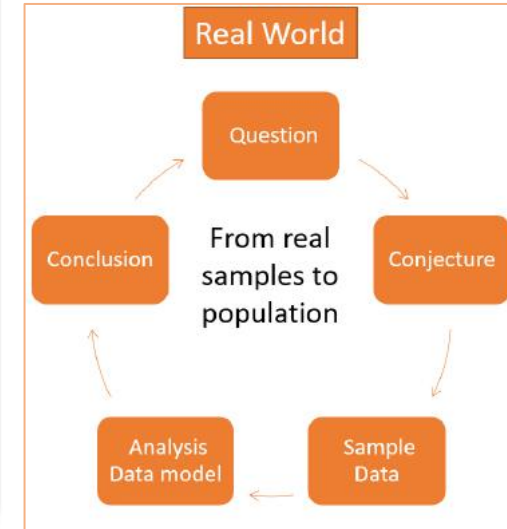 Real World
Question
Conjecture
Sample
Data
Analysis
Data model
Conclusion
From real
samples to
population